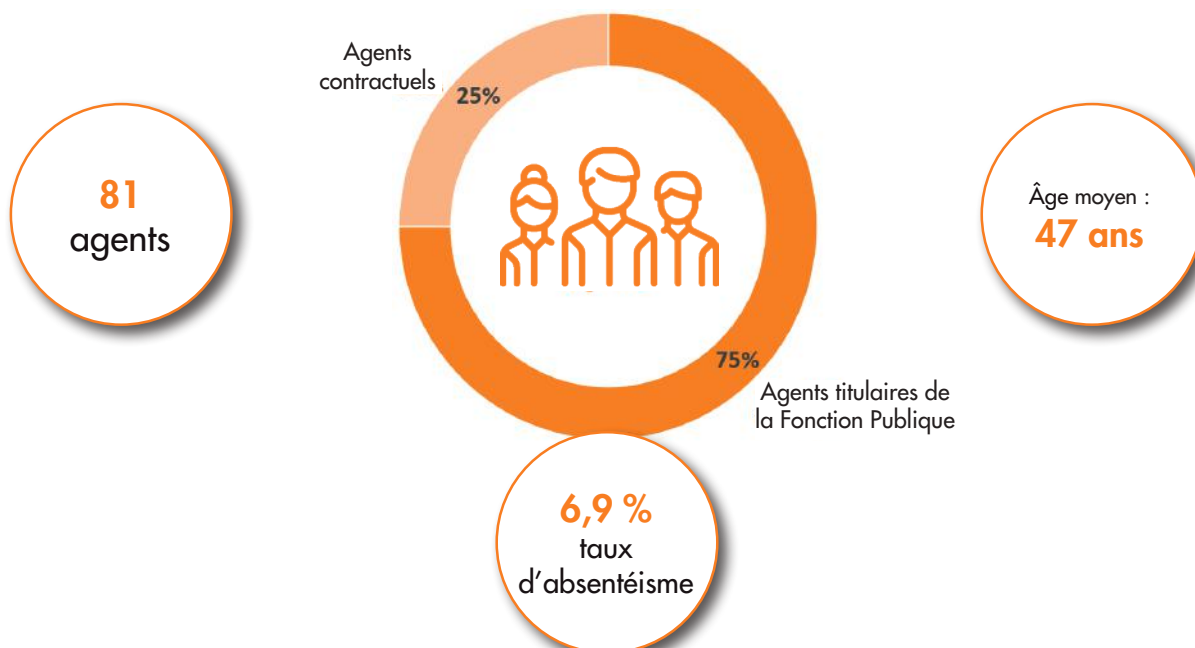 Agents
contractuels
25%
81
agents
Âge moyen :
47 ans
75%
Agents titulaires de
la Fonction Publique
6,9 %
taux
d’absentéisme